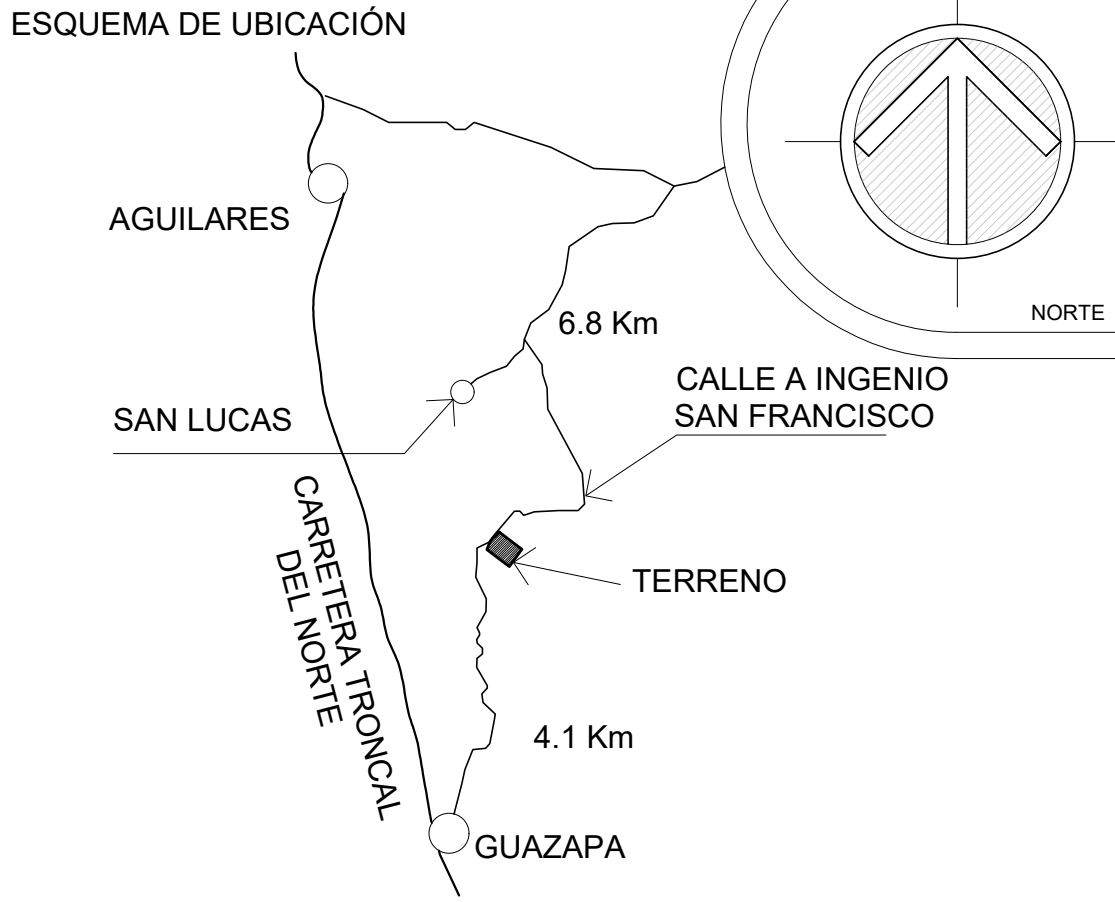 ESQUEMA DE UBICACIÓN
AGUILARES
NORTE
6.8 Km
CALLE A INGENIO
SAN FRANCISCO
SAN LUCAS
CARRETERA TRONCAL
DEL NORTE
TERRENO
4.1 Km
GUAZAPA